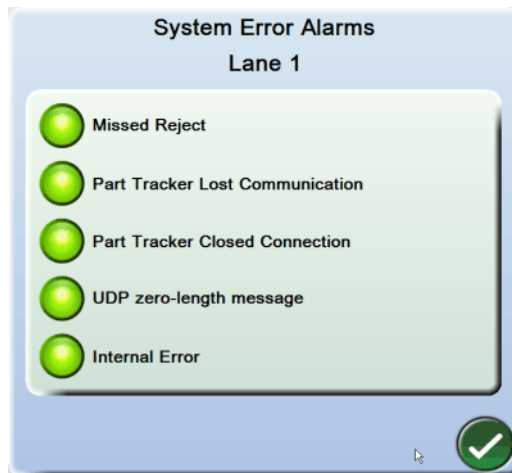 System Error Alarms
Lane 1
Missed Reject
Part Tracker Lost Communication
Part Tracker Closed Connection
UDP zero-length message
Internal Error